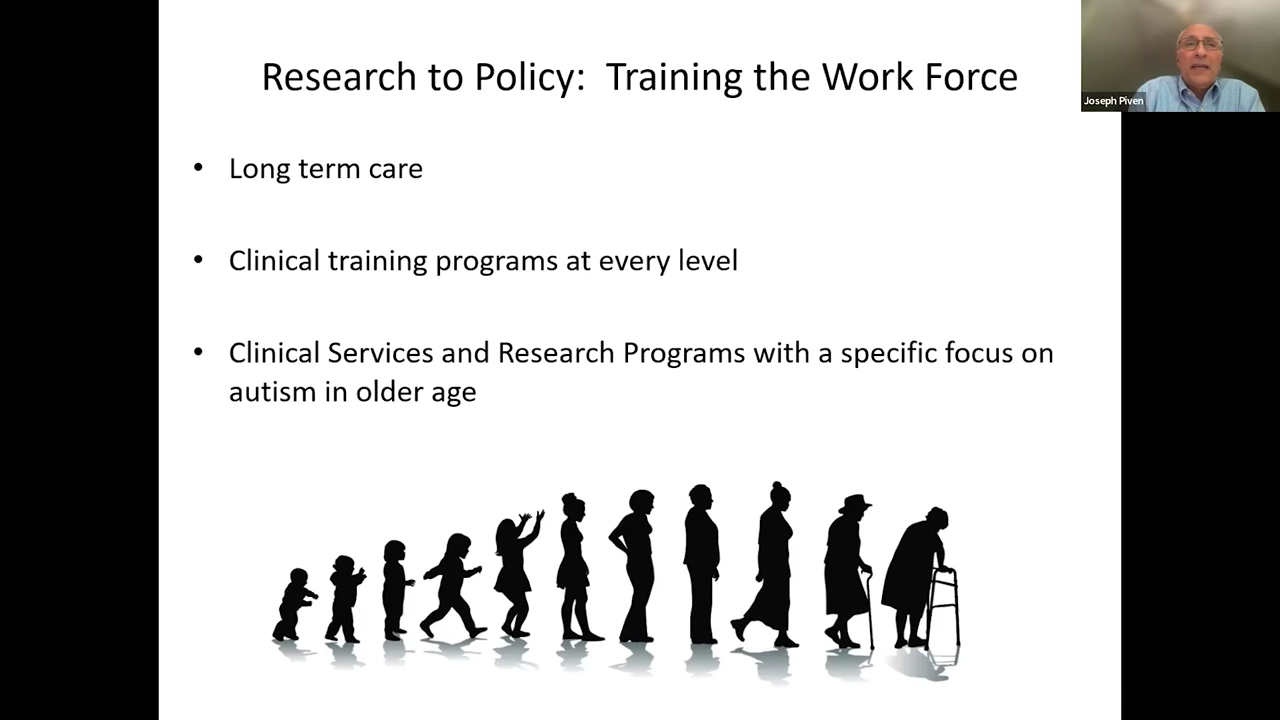 Research to Policy:  Training the Work Force
Joseph Piven
• Long term care
• Clinical training programs at every level
• Clinical Services and Research Programs with a specific focus on
autism in older age